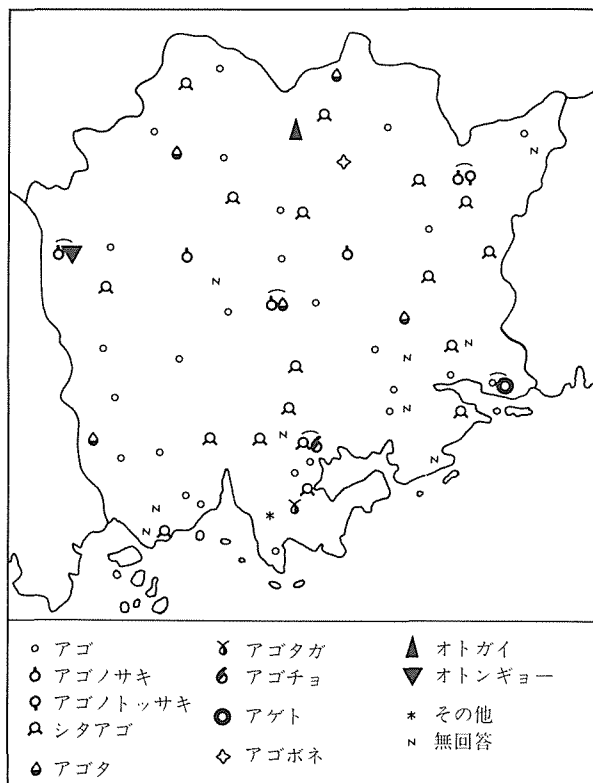 アゴ
アゴノサキ
アゴノトッサキ
シタアゴ
アゴタ
アゴタガ
アゴチョ
アゲト
アゴボネ
オトガイ
オトンギョー
その他
無回答